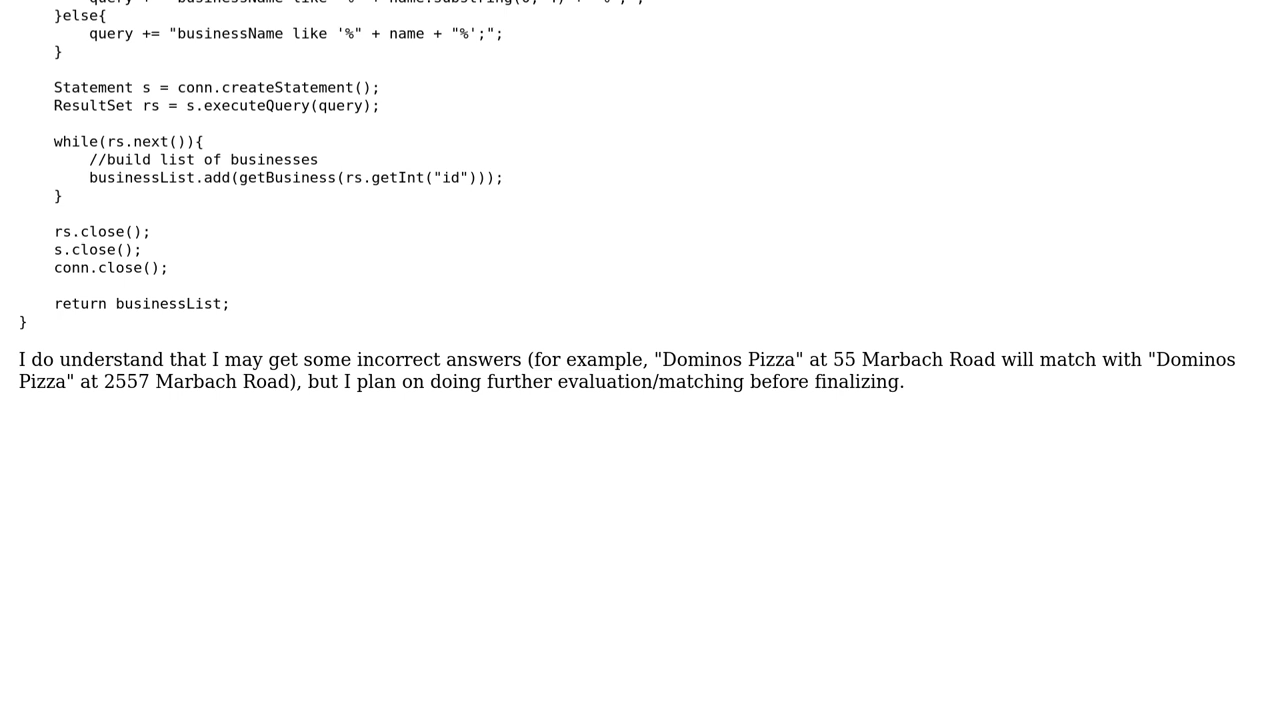 }else{
query += "businessName like '%" + name + "%';";
}
Statement s = conn.createStatement();
ResultSet rs = s.executeQuery(query);
while(rs.next()){
//build list of businesses
businessList.add(getBusiness(rs.getInt("id")));
}
rs.close();
s.close();
conn.close();
return businessList;
}
I do understand that I may get some incorrect answers (for example, "Dominos Pizza" at 55 Marbach Road will match with "Dominos
Pizza" at 2557 Marbach Road), but I plan on doing further evaluation/matching before finalizing.